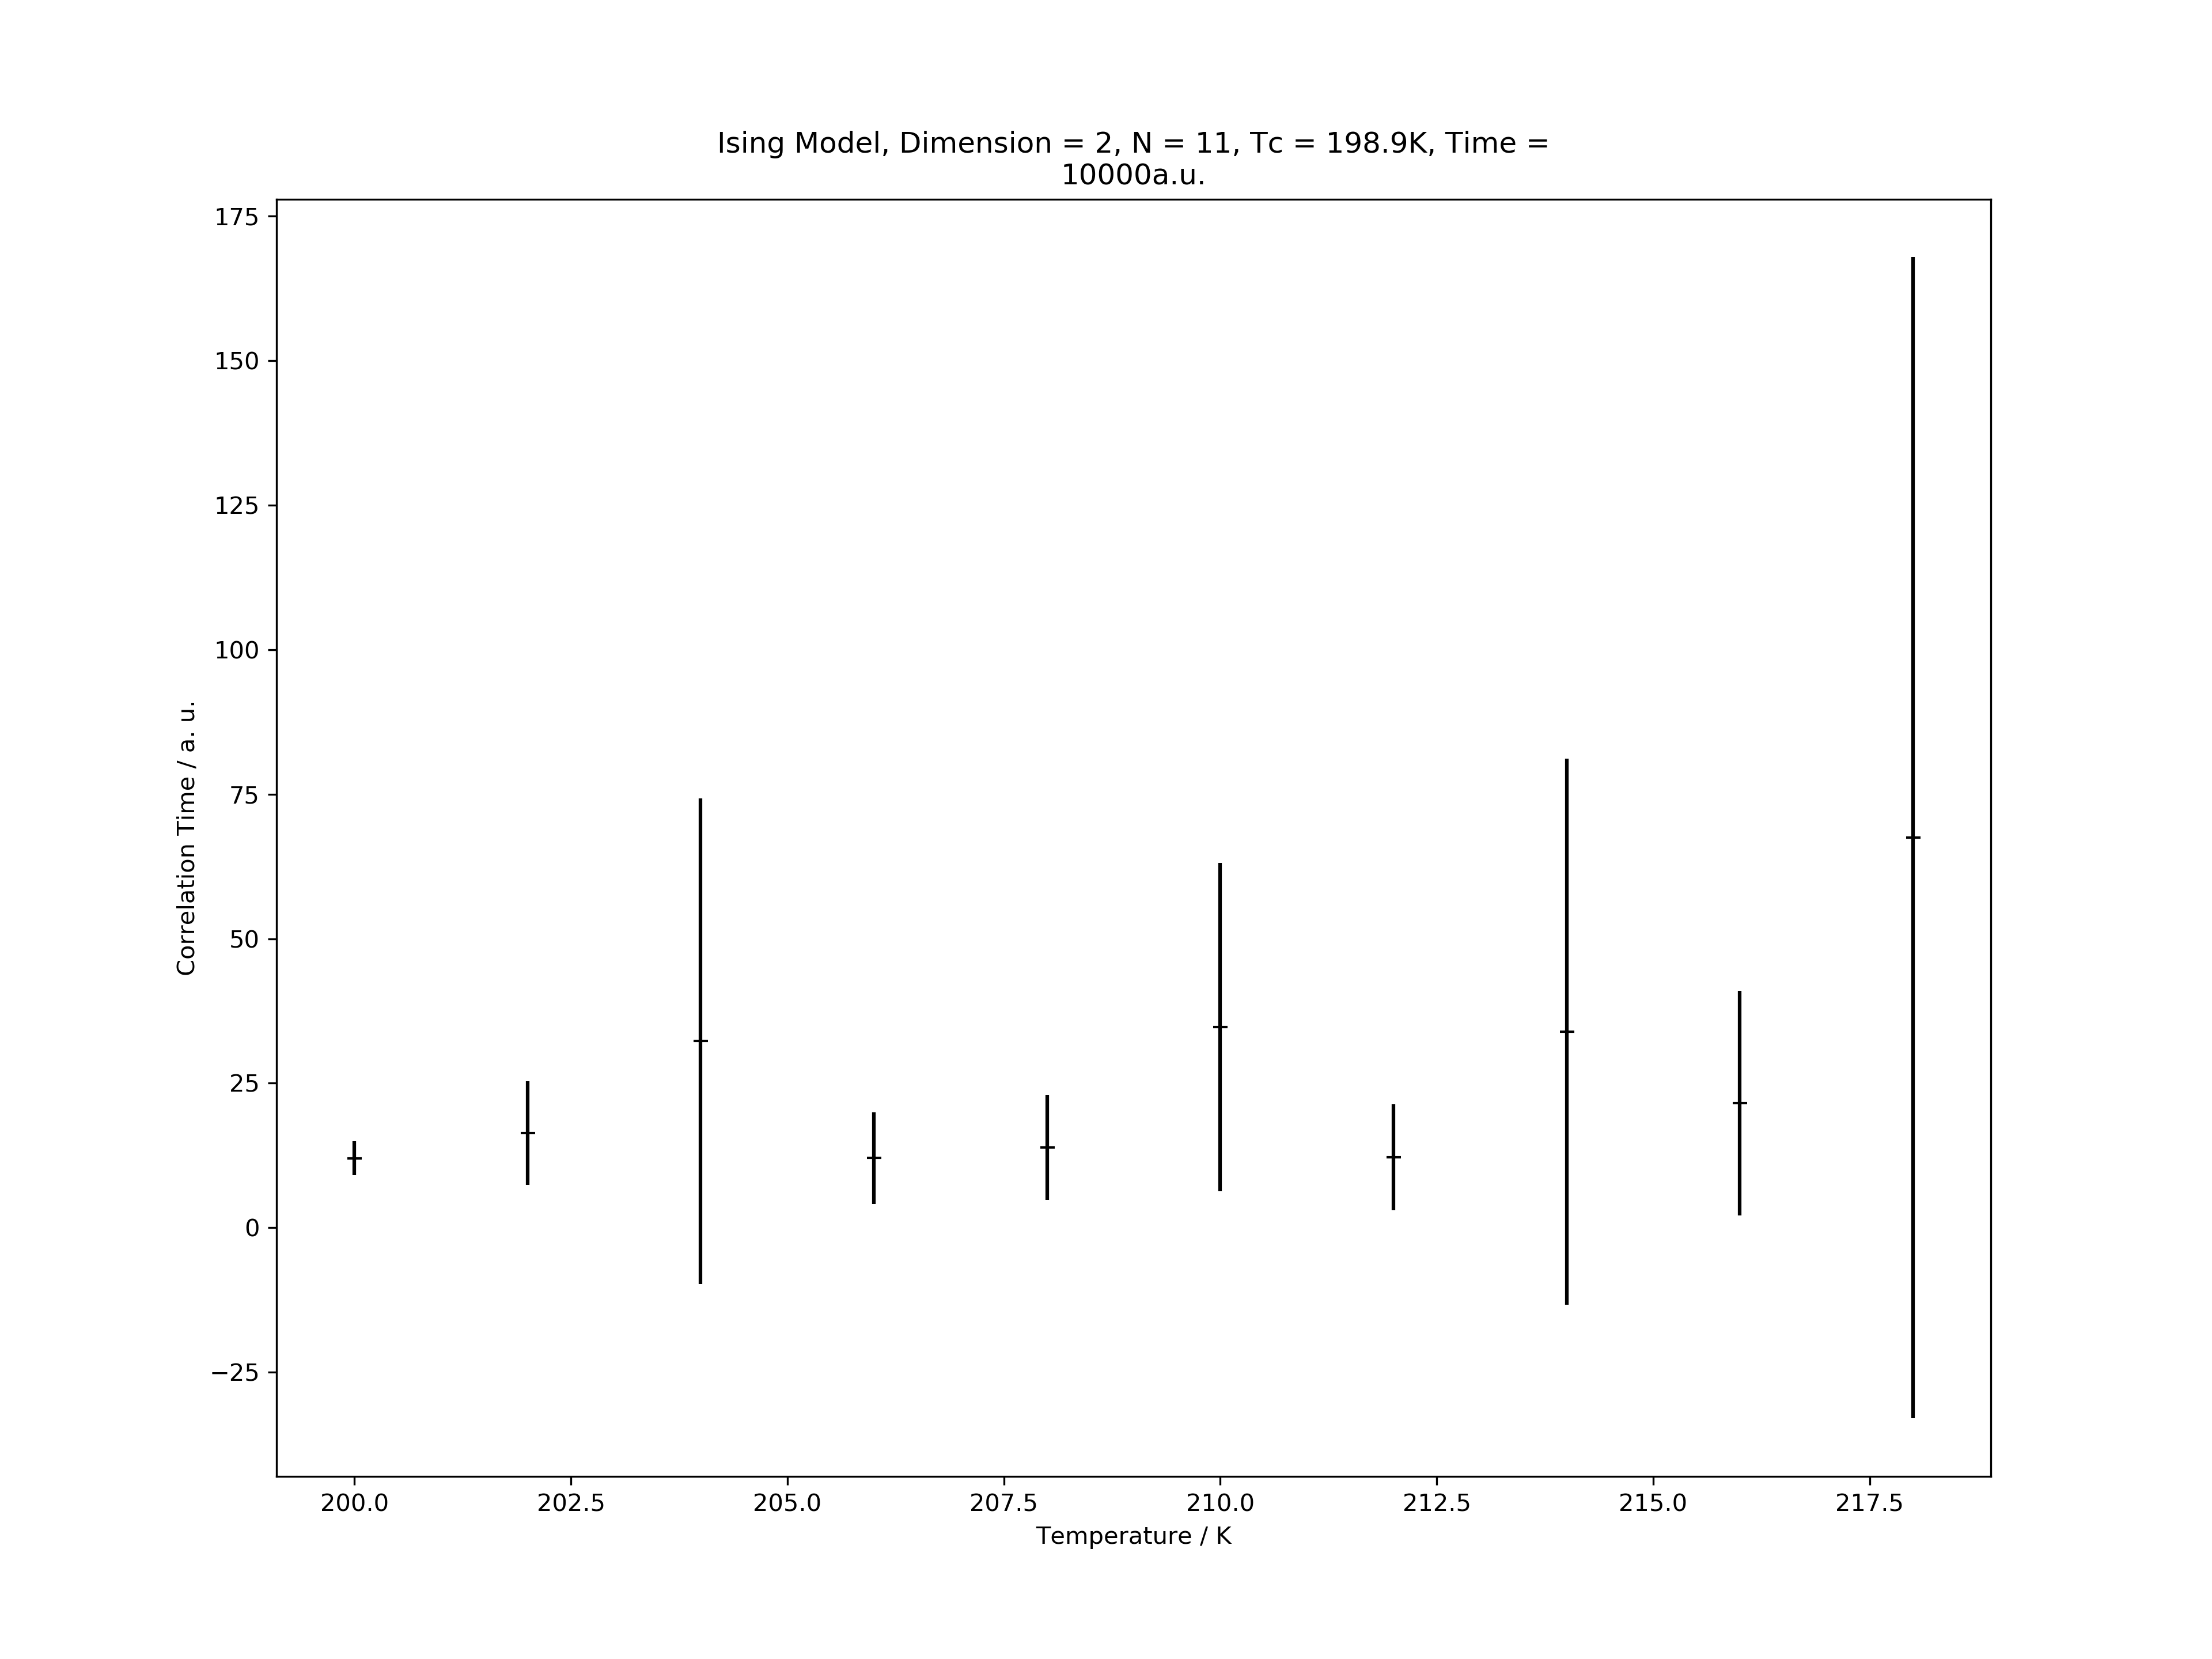 Ising Model, Dimension = 2, N = 11, Tc = 198.9K, Time =
10000a.u.
175
150
125
100
75
50
25
0
−25
Correlation Time / a. u.
200.0 202.5 205.0 207.5 210.0 212.5 215.0 217.5
Temperature / K